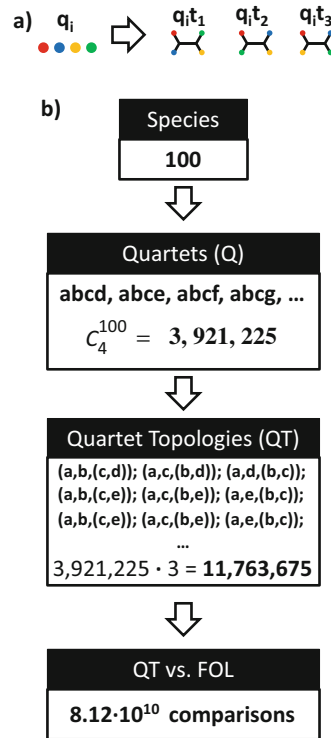 a) qᵢ qᵢt₁ qᵢt₂ qᵢt₃
b)
Species
100
Quartets (Q)
abcd, abce, abcf, abcg, ...
C₄¹⁰⁰ = 3, 921, 225
Quartet Topologies (QT)
(a,b,(c,d)); (a,c,(b,d)); (a,d,(b,c));
(a,b,(c,e)); (a,c,(b,e)); (a,e,(b,c));
(a,b,(c,e)); (a,c,(b,e)); (a,e,(b,c));
...
3,921,225 · 3 = 11,763,675
QT vs. FOL
8.12·10¹⁰ comparisons